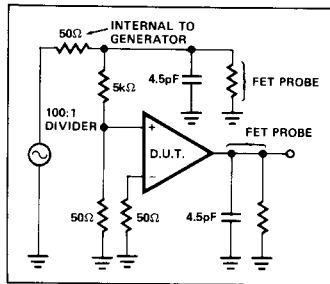 50Ω
INTERNAL TO
GENERATOR
4.5pF
FET PROBE
5kΩ
100:1
DIVIDER
+
D.U.T.
−
FET PROBE
50Ω
50Ω
4.5pF